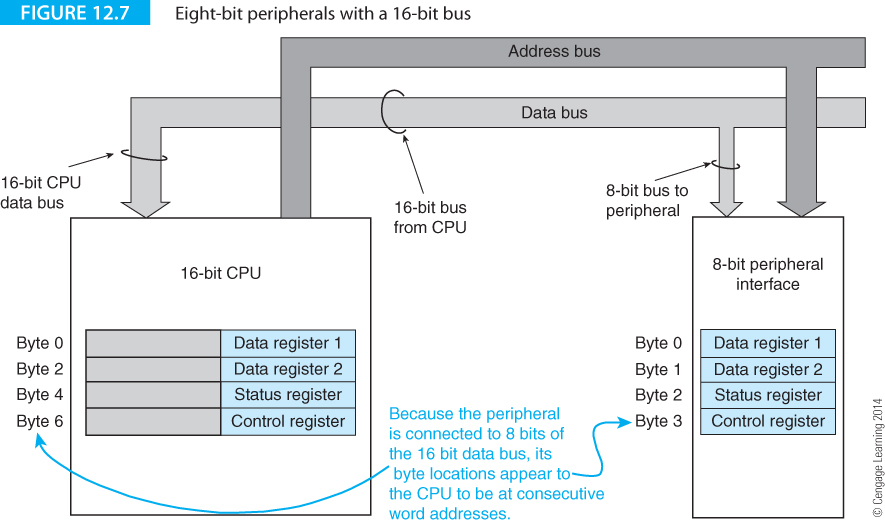 FIGURE 12.7 Eight-bit peripherals with a 16-bit bus
Address bus
Data bus
16-bit CPU
data bus
16-bit bus
from CPU
8-bit bus to
peripheral
16-bit CPU
8-bit peripheral
interface
Byte 0 Data register 1
Byte 2 Data register 2
Byte 4 Status register
Byte 6 Control register
Byte 0 Data register 1
Byte 1 Data register 2
Byte 2 Status register
Byte 3 Control register
Because the peripheral
is connected to 8 bits of
the 16 bit data bus, its
byte locations appear to
the CPU to be at consecutive
word addresses.
© Cengage Learning 2014